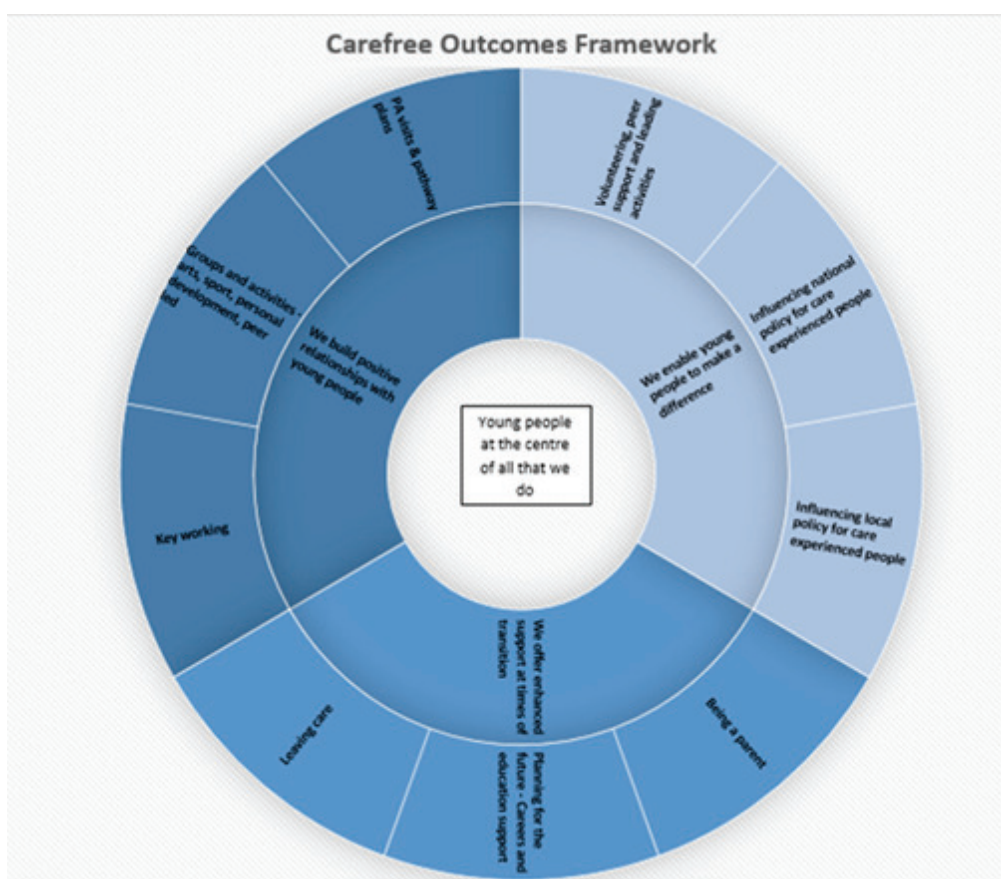 Carefree Outcomes Framework
PA visits & pathway
plans
Volunteering, peer
support and leading
activities
Groups and activities -
arts, sport, personal
development, peer
led
Influencing national
policy for care
experienced people
We build positive
relationships with
young people
We enable young
people to make a
difference
Young people
at the centre
of all that we
do
Key working
Influencing local
policy for care
experienced people
We offer enhanced
support at times of
transition
Leaving care
Being a parent
Planning for the
future - Careers and
education support